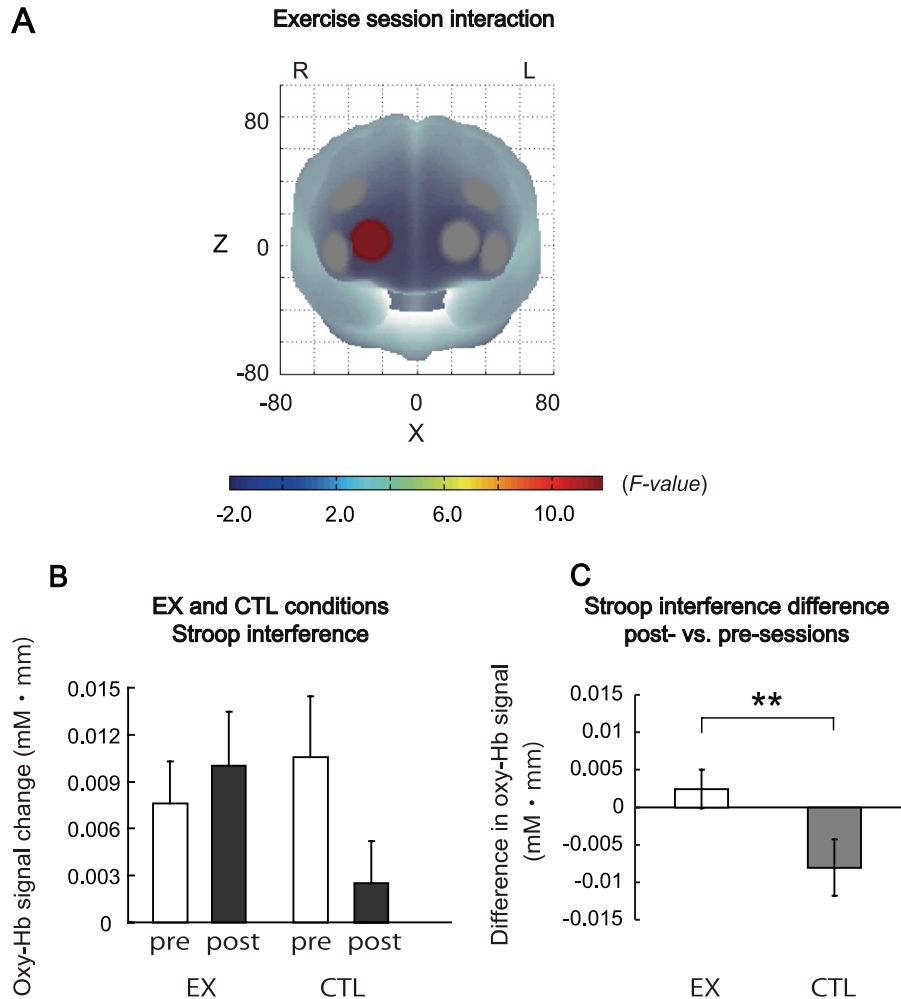 A
Exercise session interaction
R L
80
Z 0
-80
-80 0 80
X
-2.0 2.0 6.0 10.0 (F-value)
B
EX and CTL conditions
Stroop interference
Oxy-Hb signal change (mM • mm)
0.015
0.012
0.009
0.006
0.003
0
pre post pre post
EX CTL
C
Stroop interference difference
post- vs. pre-sessions
Difference in oxy-Hb signal
(mM • mm)
0.015
0.01
0.005
0
-0.005
-0.01
-0.015
**
EX CTL